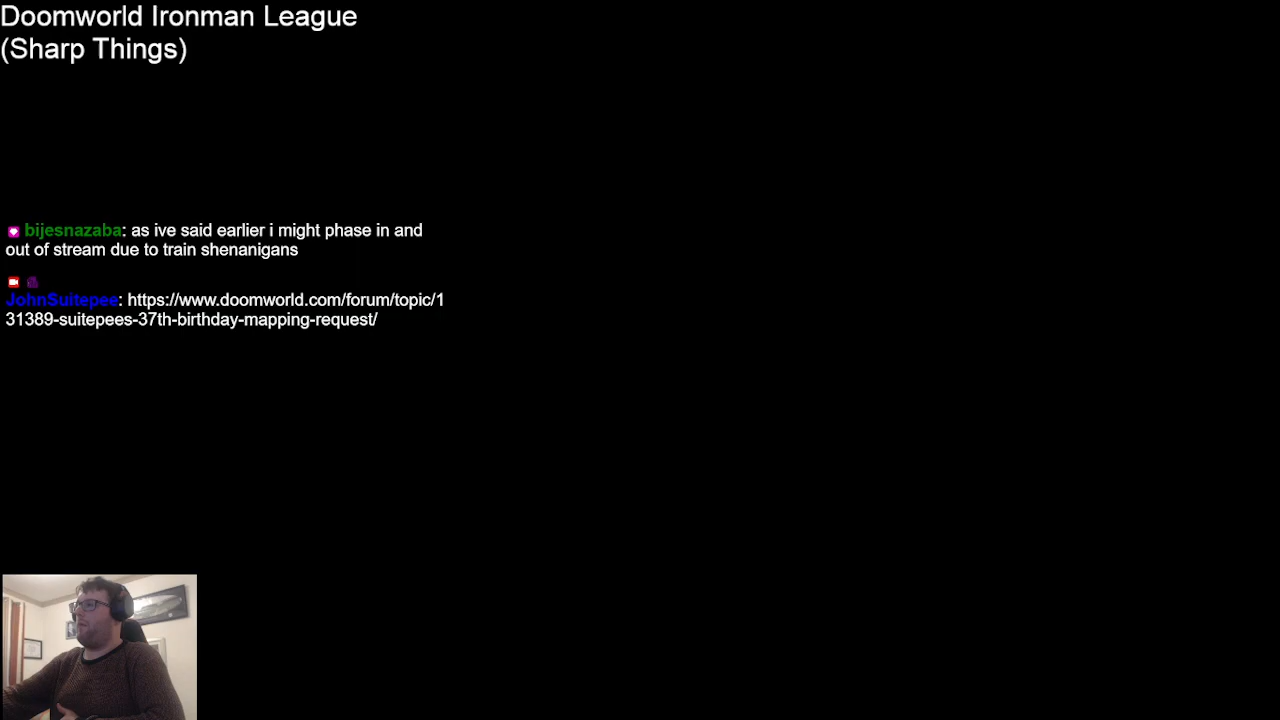 Doomworld Ironman League
(Sharp Things)
bijesnazaba: as ive said earlier i might phase in and
out of stream due to train shenanigans
JohnSuitepee: https://www.doomworld.com/forum/topic/1
31389-suitepees-37th-birthday-mapping-request/